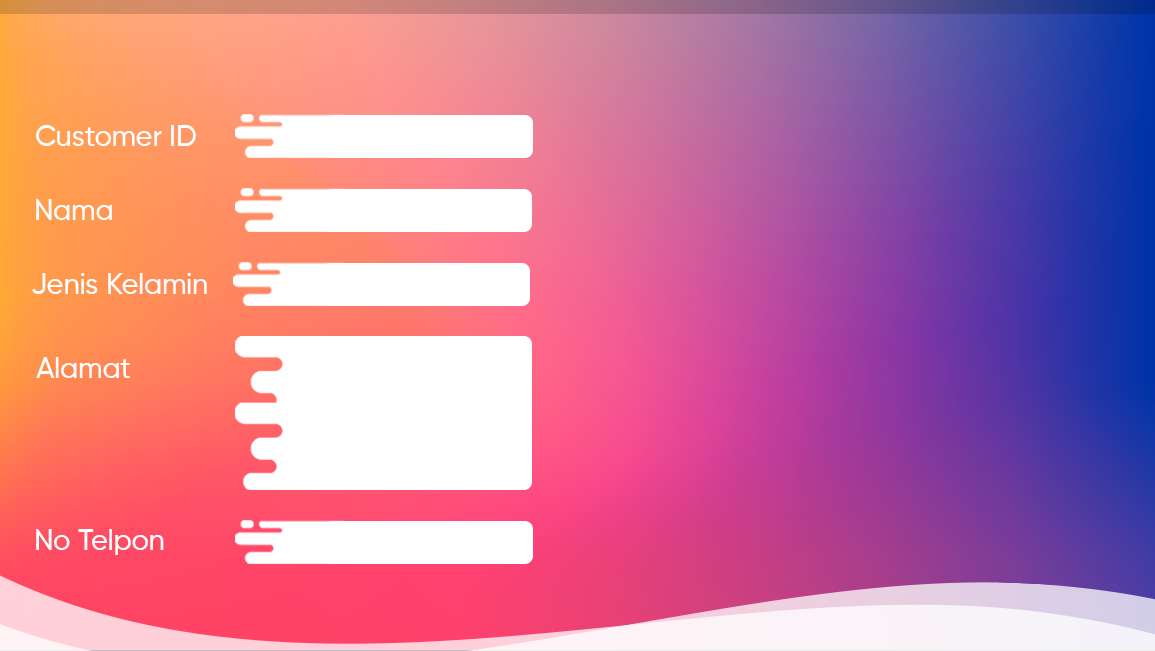 Customer ID
Nama
Jenis Kelamin
Alamat
No Telpon